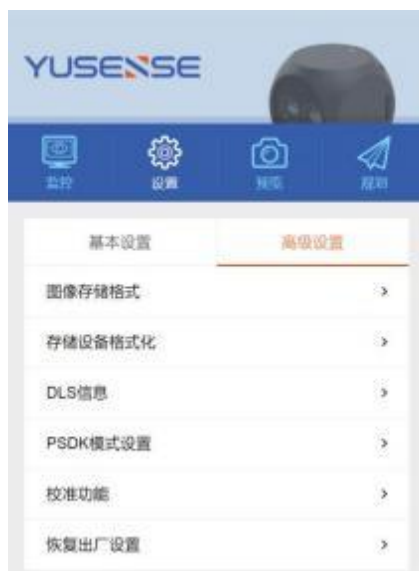 YUSENSE
监控 设置 预览 规划
基本设置 高级设置
图像存储格式
存储设备格式化
DLS信息
PSDK模式设置
校准功能
恢复出厂设置